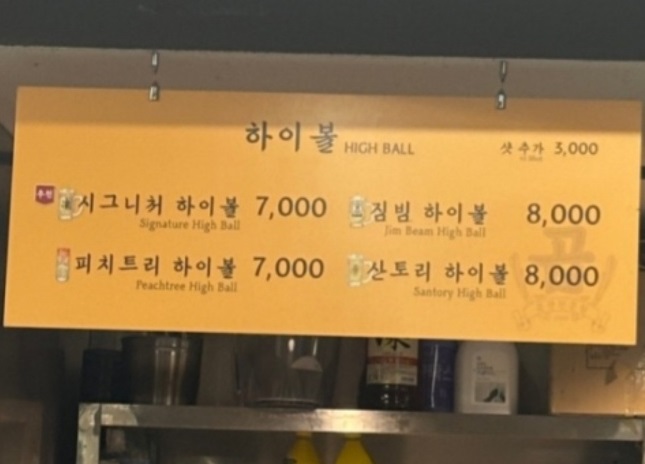 하이볼 HIGH BALL
샷 추가 3,000
추천
시그니처 하이볼 7,000
Signature High Ball
짐빔 하이볼 8,000
Jim Beam High Ball
피치트리 하이볼 7,000
Peachtree High Ball
산토리 하이볼 8,000
Santory High Ball